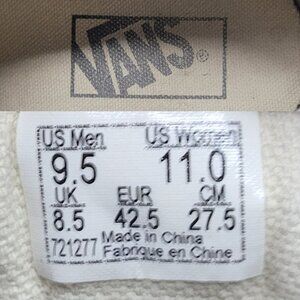 VANS
US Men US Women
9.5 11.0
UK EUR CM
8.5 42.5 27.5
721277 Made in China
Fabrique en Chine